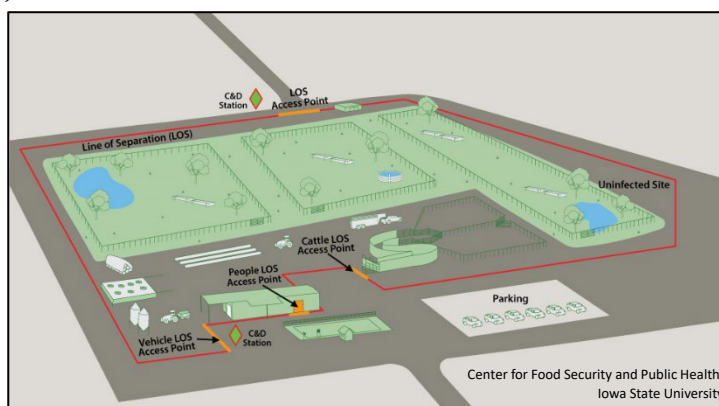 C&D
Station
LOS
Access Point
Line of Separation (LOS)
Uninfected Site
Cattle LOS
Access Point
People LOS
Access Point
Parking
C&D
Station
Vehicle LOS
Access Point
Center for Food Security and Public Health
Iowa State University